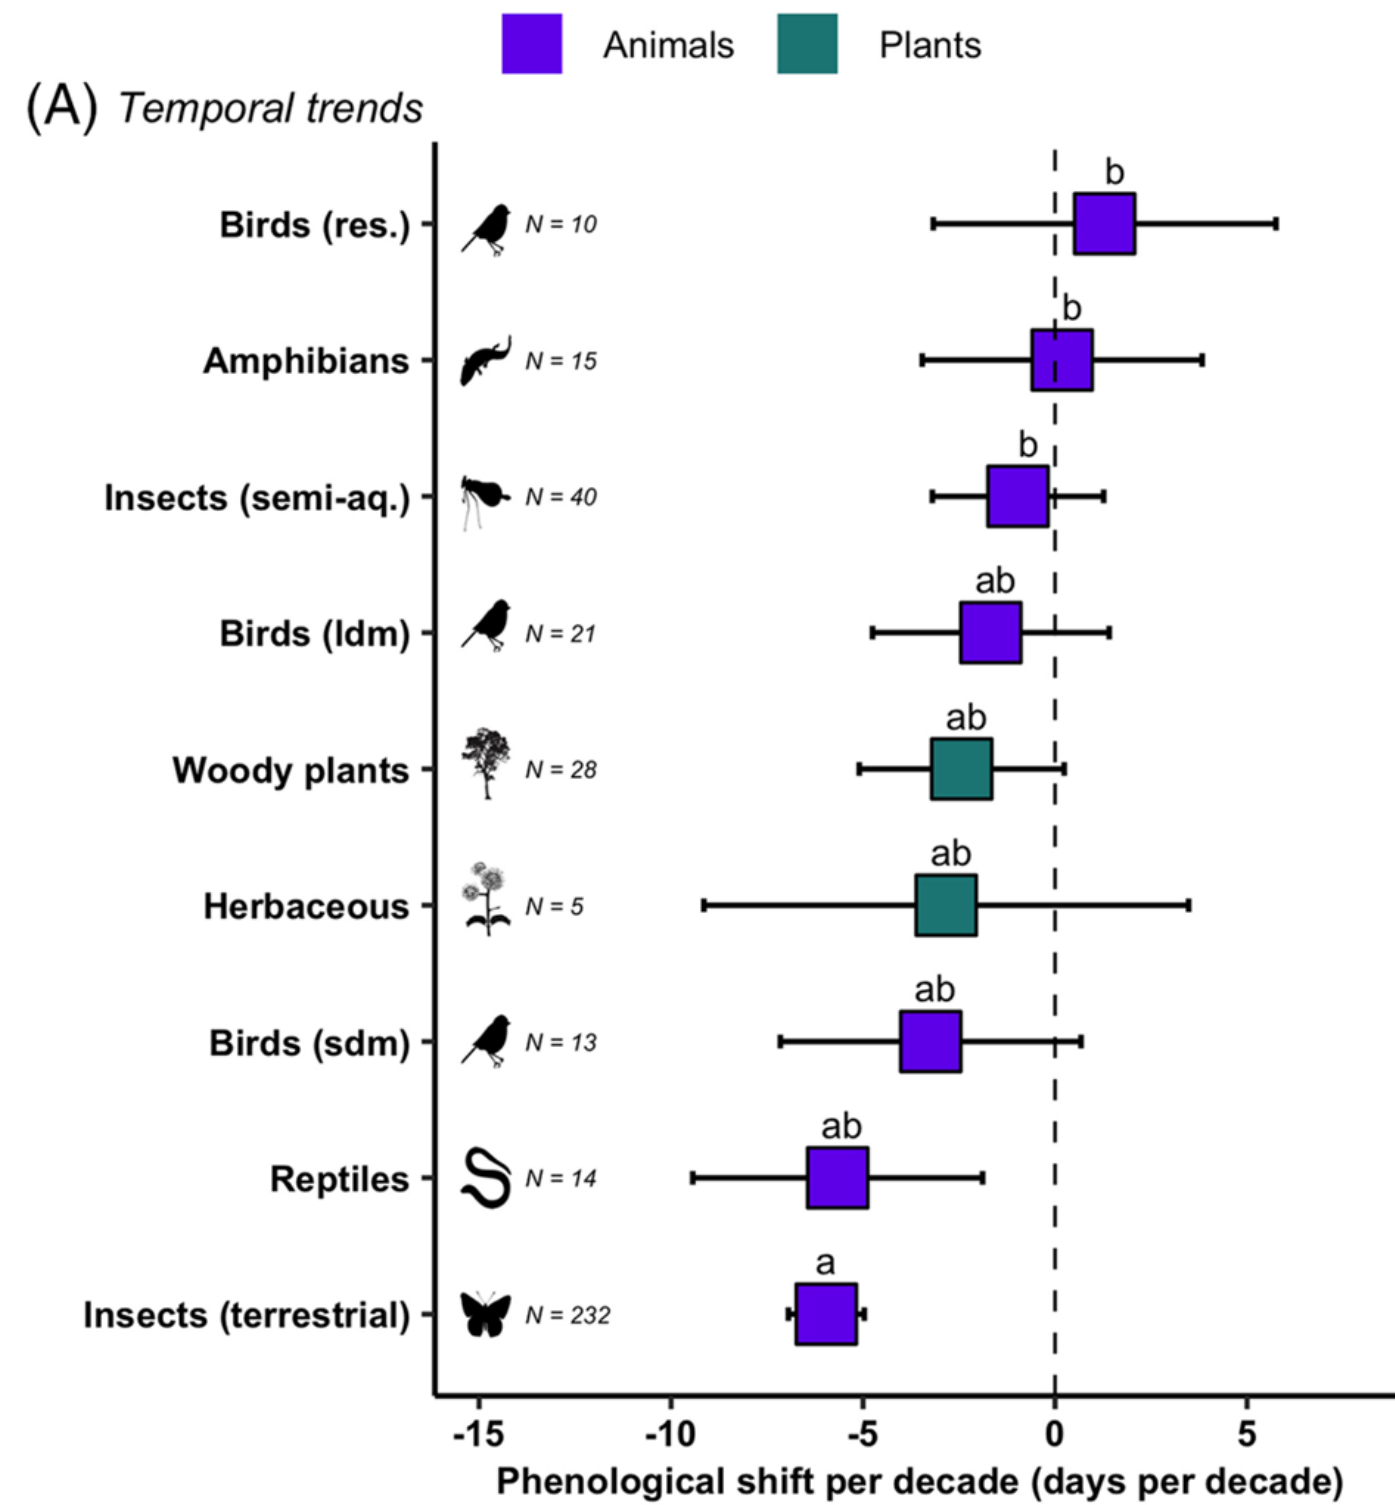 Animals Plants
(A) Temporal trends
b
Birds (res.) N = 10
b
Amphibians N = 15
b
Insects (semi-aq.) N = 40
ab
Birds (ldm) N = 21
ab
Woody plants N = 28
ab
Herbaceous N = 5
ab
Birds (sdm) N = 13
ab
Reptiles N = 14
a
Insects (terrestrial) N = 232
-15 -10 -5 0 5
Phenological shift per decade (days per decade)